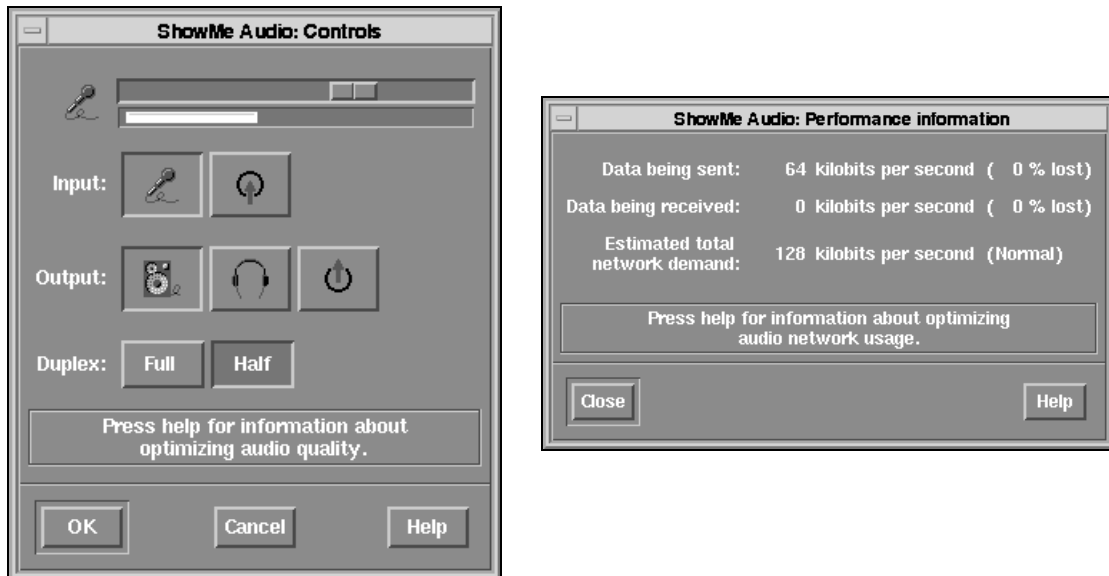 ShowMe Audio: Controls
Input:
Output:
Duplex: Full Half
Press help for information about
optimizing audio quality.
OK Cancel Help
ShowMe Audio: Performance information
Data being sent: 64 kilobits per second ( 0 % lost)
Data being received: 0 kilobits per second ( 0 % lost)
Estimated total
network demand: 128 kilobits per second (Normal)
Press help for information about optimizing
audio network usage.
Close Help